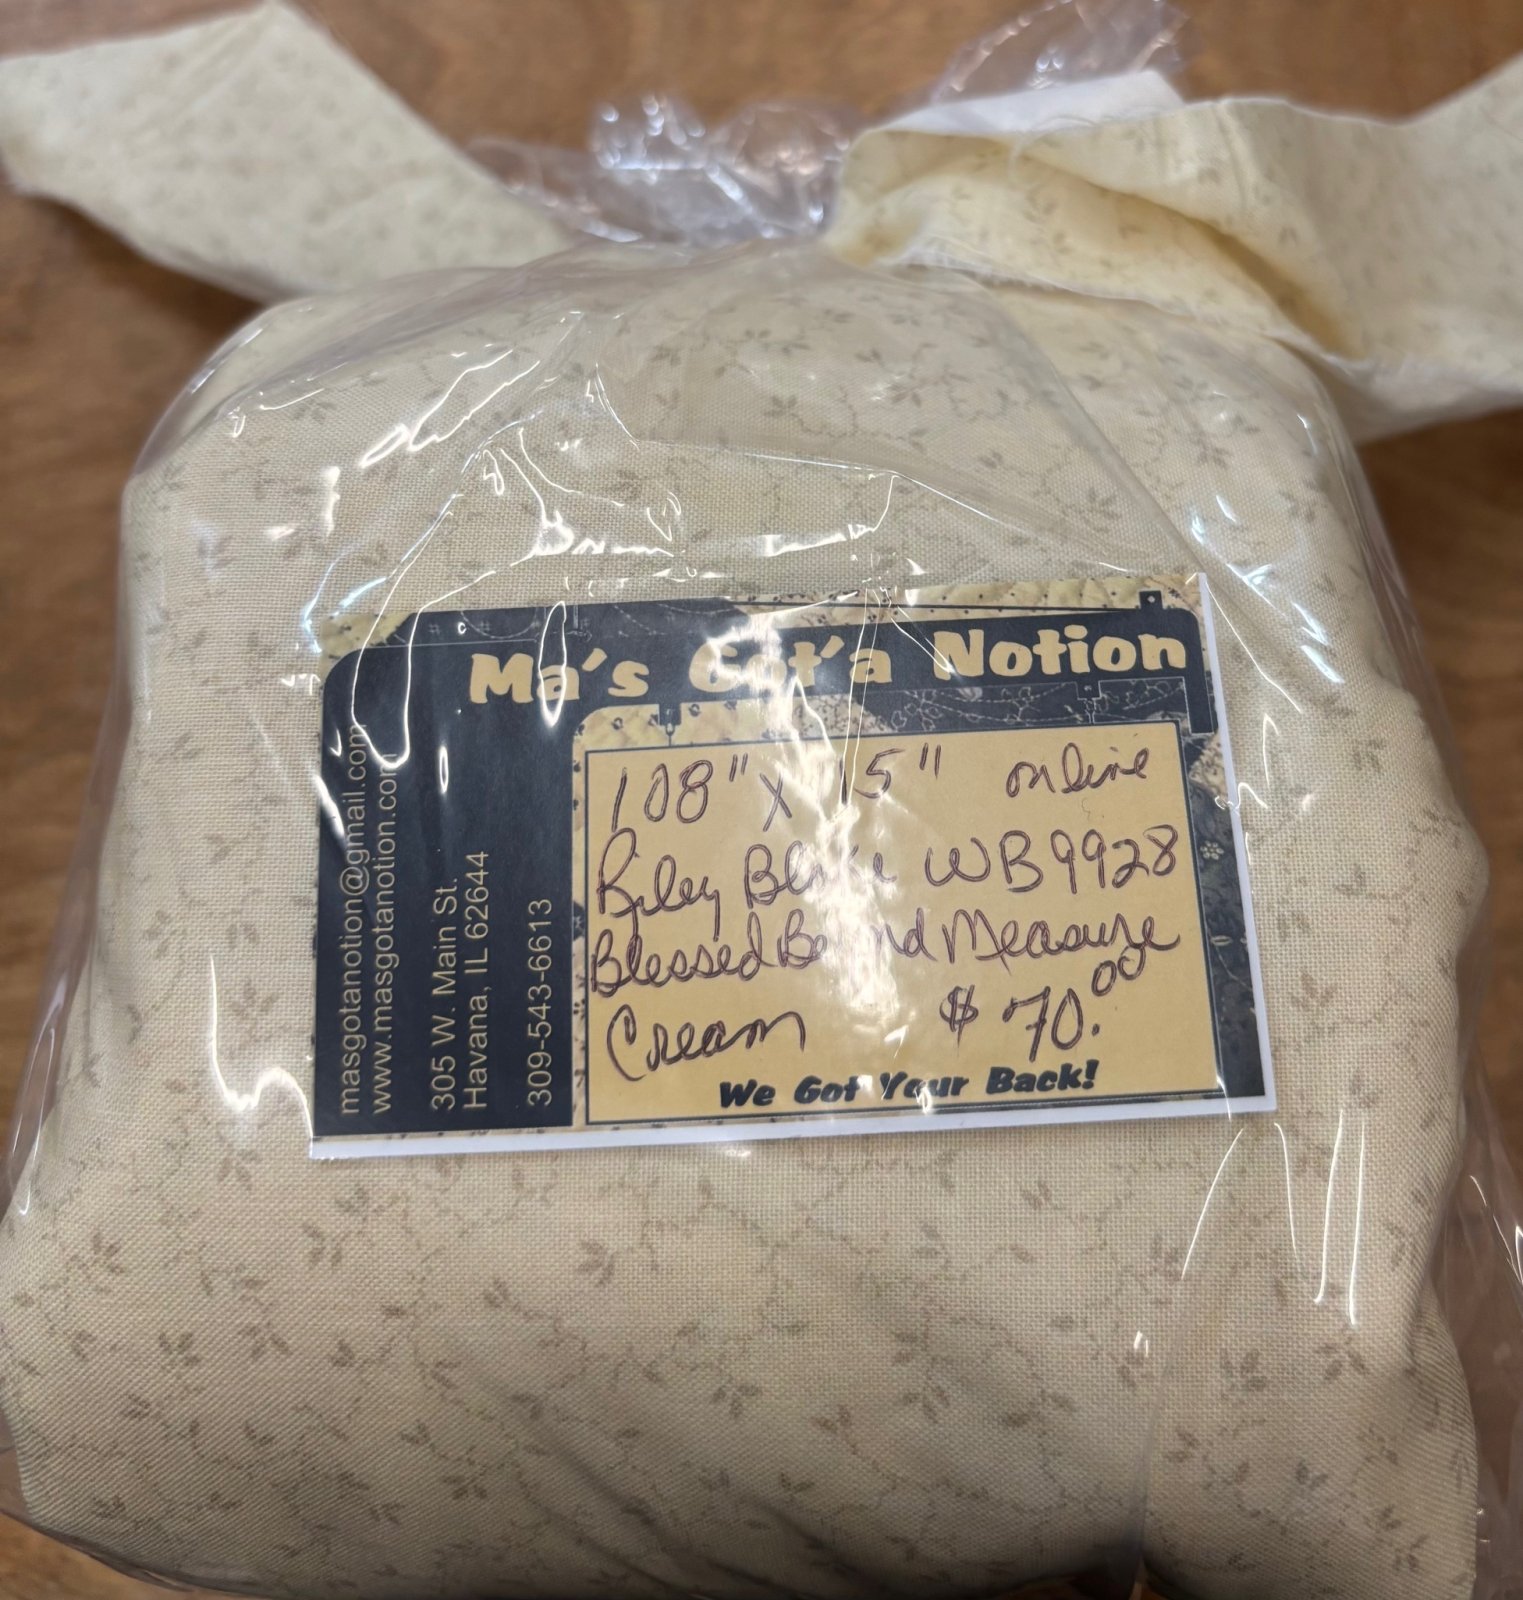 Ma's Got'a Notion
masgotanotion@gmail.com
www.masgotanotion.com
305 W. Main St.
Havana, IL 62644
309-543-6613
108" x 15" online
Riley Blake WB9928
Blessed Beyond Measure
Cream $70.00
We Got Your Back!